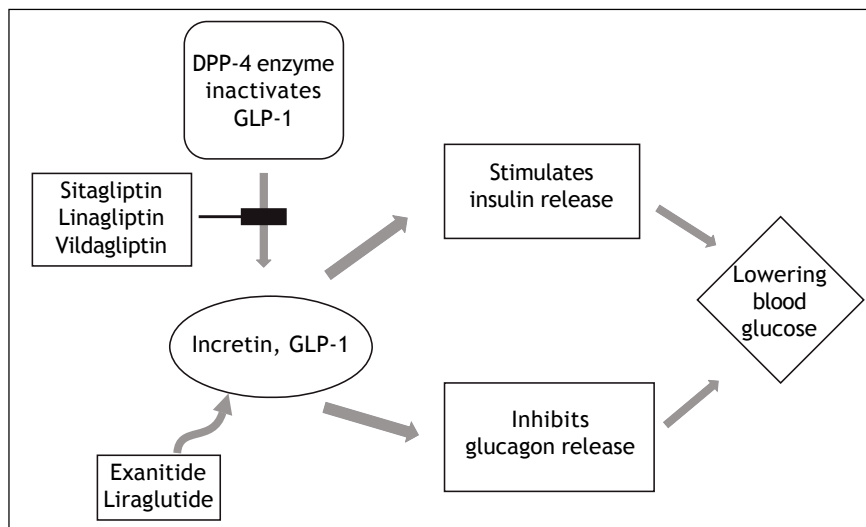 DPP-4 enzyme
inactivates
GLP-1
Sitagliptin
Linagliptin
Vildagliptin
Stimulates
insulin release
Lowering
blood
glucose
Incretin, GLP-1
Inhibits
glucagon release
Exanitide
Liraglutide